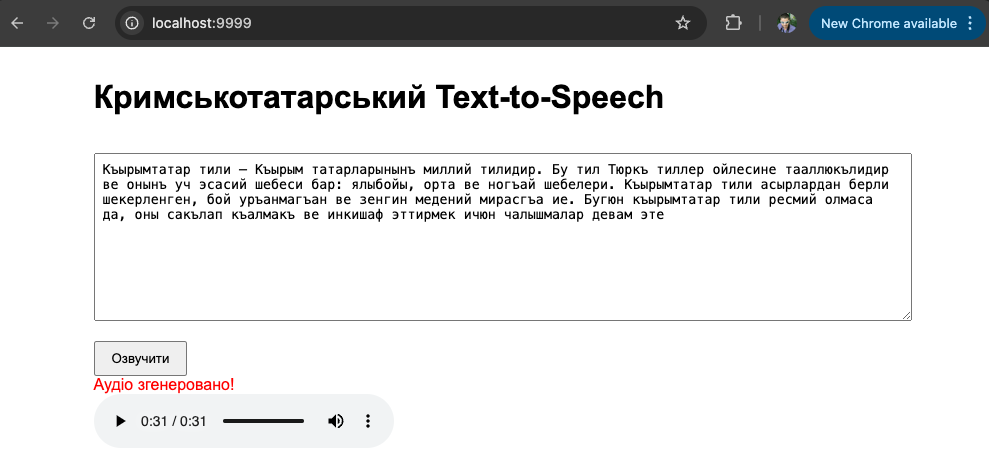 localhost:9999
New Chrome available
Кримськотатарський Text-to-Speech
Къырымтатар тили — Къырым татарларынынъ миллий тилидир. Бу тил Тюркъ тиллер ойлесине тааллюкълидир
ве онынъ уч эсасий шебеси бар: ялыбойы, орта ве ногъай шебелери. Къырымтатар тили асырлардан берли
шекерленген, бой уръанмагъан ве зенгин медений мирасгъа ие. Бугюн къырымтатар тили ресмий олмаса
да, оны сакълап къалмакъ ве инкишаф эттирмек ичюн чалышмалар девам эте
Озвучити
Аудіо згенеровано!
0:31 / 0:31